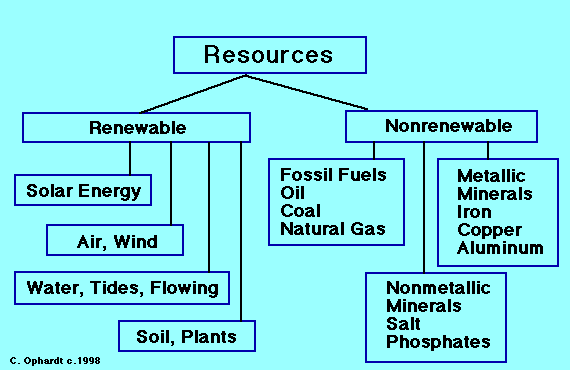 Resources
Renewable
Nonrenewable
Solar Energy
Air, Wind
Water, Tides, Flowing
Soil, Plants
Fossil Fuels
Oil
Coal
Natural Gas
Nonmetallic
Minerals
Salt
Phosphates
Metallic
Minerals
Iron
Copper
Aluminum
C. Ophardt c.1998